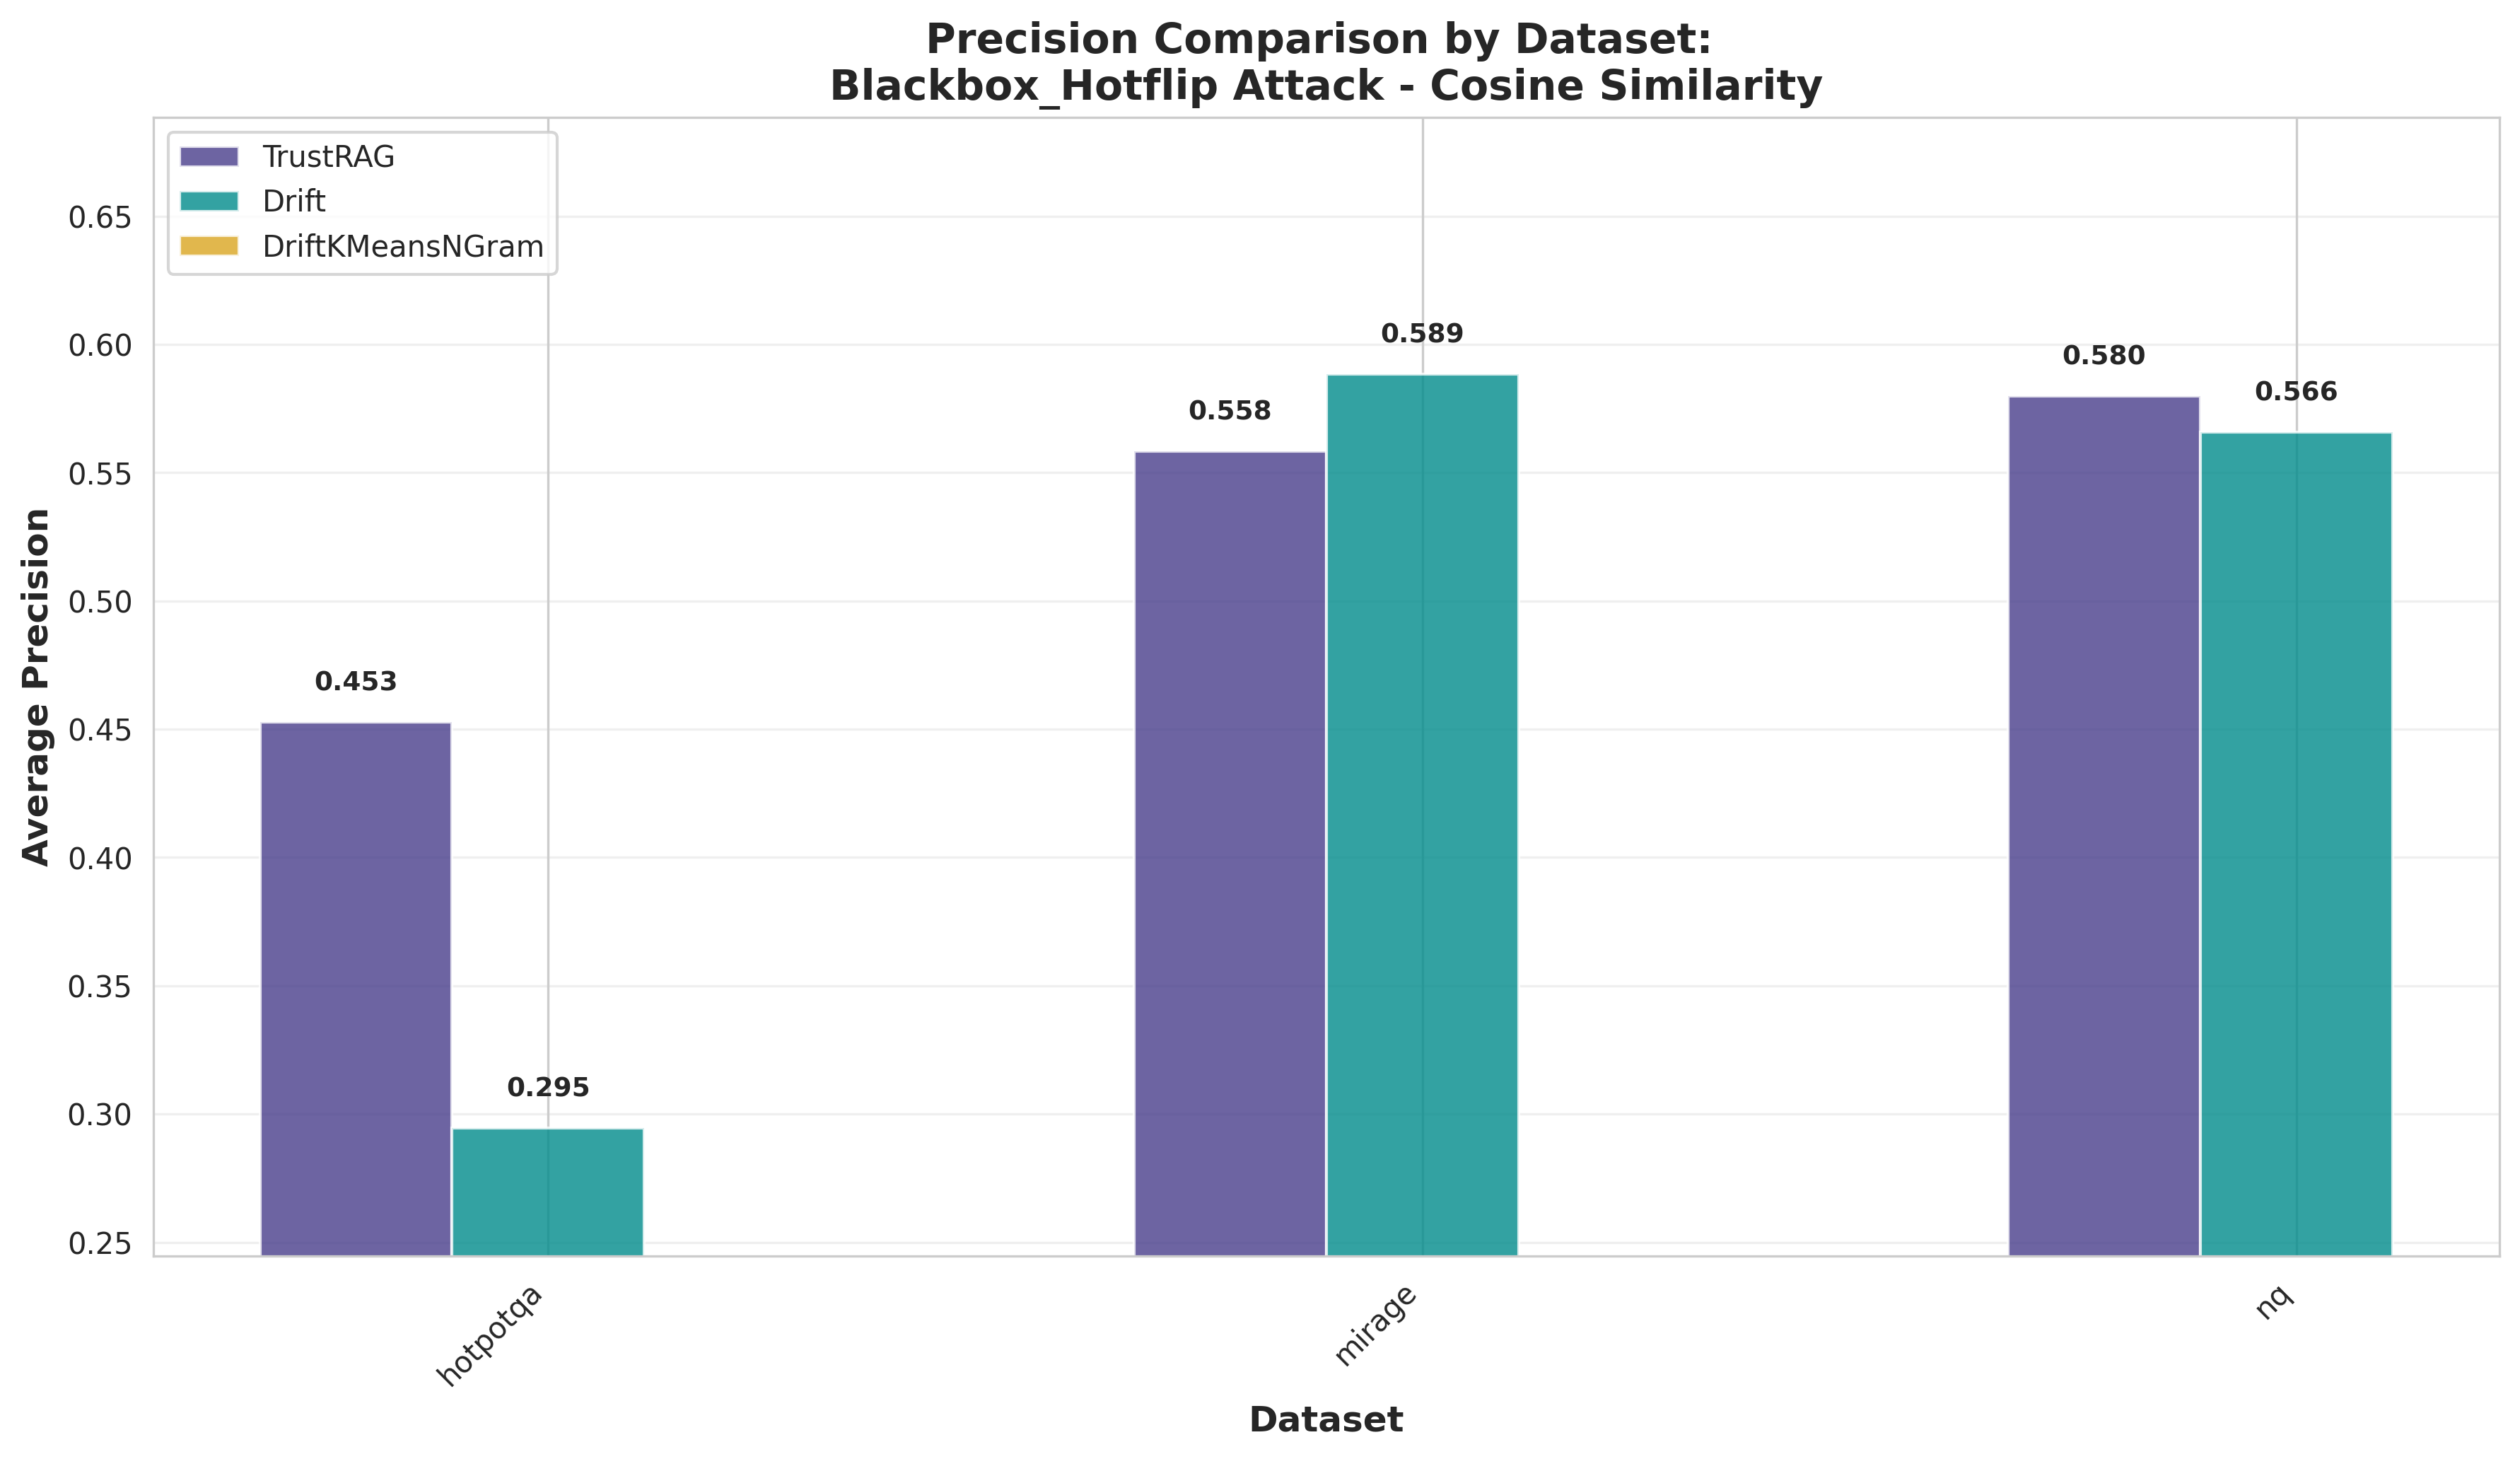 Precision Comparison by Dataset:
Blackbox_Hotflip Attack - Cosine Similarity
TrustRAG
Drift
DriftKMeansNGram
Average Precision
0.65
0.60
0.55
0.50
0.45
0.40
0.35
0.30
0.25
0.453
0.295
0.558
0.589
0.580
0.566
hotpotqa
mirage
nq
Dataset